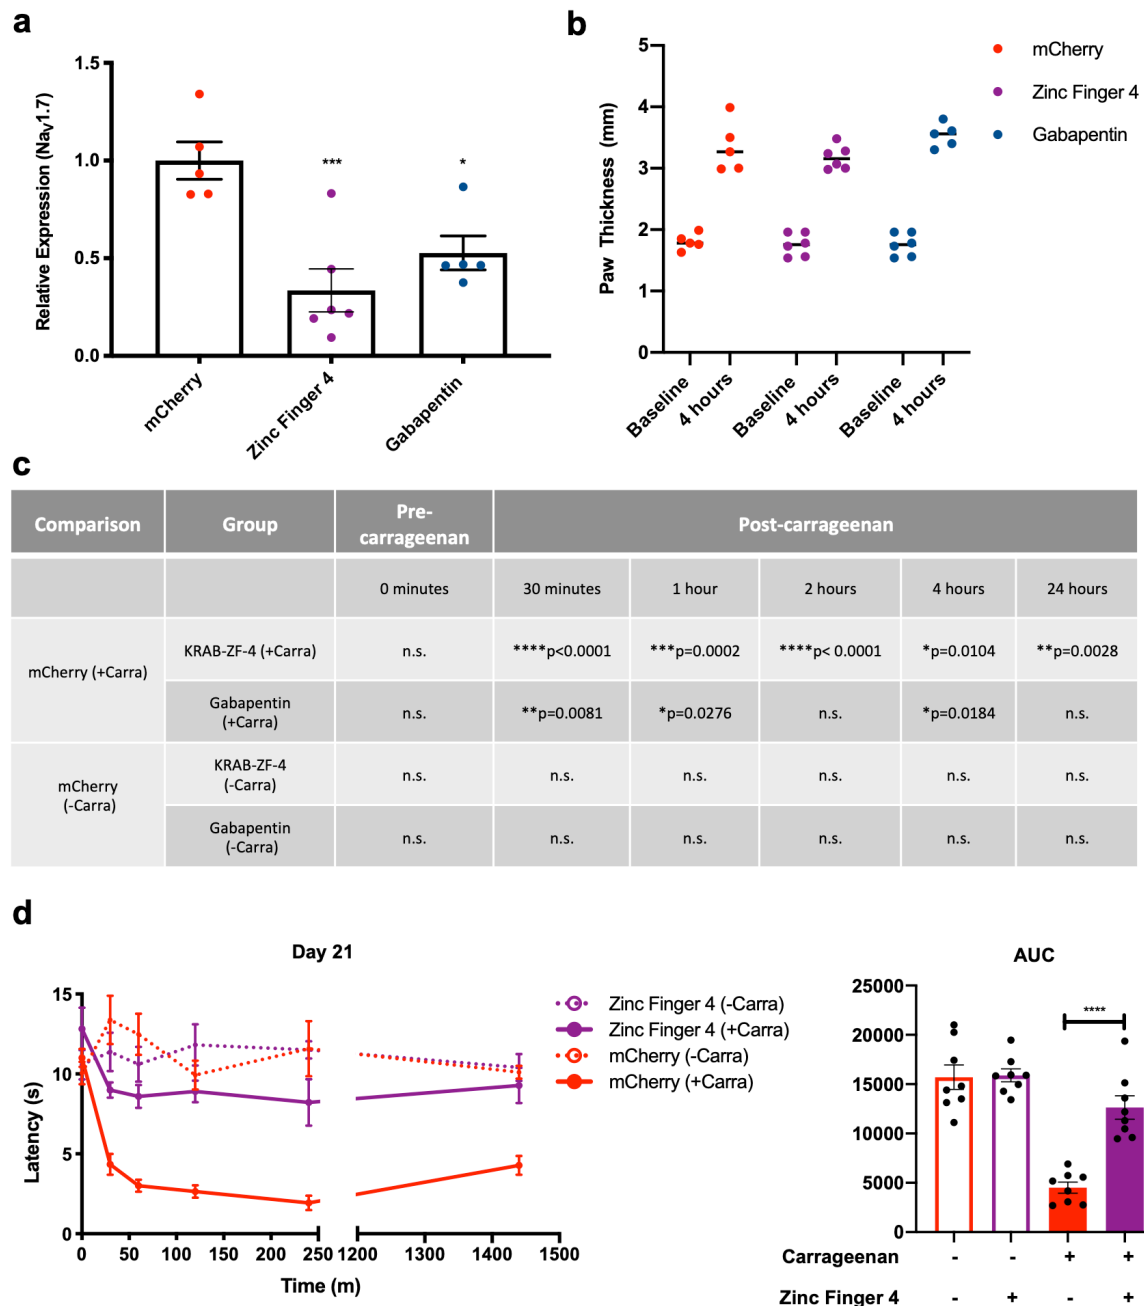 a
1.5
1.0
0.5
0.0
Relative Expression (NaV1.7)
***
*
mCherry
Zinc Finger 4
Gabapentin
b
5
4
3
2
1
0
Paw Thickness (mm)
Baseline
4 hours
Baseline
4 hours
Baseline
4 hours
mCherry
Zinc Finger 4
Gabapentin
c
Comparison Group Pre-carrageenan Post-carrageenan
0 minutes 30 minutes 1 hour 2 hours 4 hours 24 hours
mCherry (+Carra)
KRAB-ZF-4 (+Carra) n.s. ****p<0.0001 ***p=0.0002 ****p< 0.0001 *p=0.0104 **p=0.0028
Gabapentin
(+Carra)
n.s. **p=0.0081 *p=0.0276 n.s. *p=0.0184 n.s.
mCherry
(-Carra)
KRAB-ZF-4
(-Carra)
n.s. n.s. n.s. n.s. n.s. n.s.
Gabapentin
(-Carra)
n.s. n.s. n.s. n.s. n.s. n.s.
d
Day 21
15
10
5
0
Latency (s)
0 50 100 150 200 250 1200 1300 1400 1500
Time (m)
Zinc Finger 4 (-Carra)
Zinc Finger 4 (+Carra)
mCherry (-Carra)
mCherry (+Carra)
AUC
25000
20000
15000
10000
5000
0
****
Carrageenan - - + +
Zinc Finger 4 - + - +